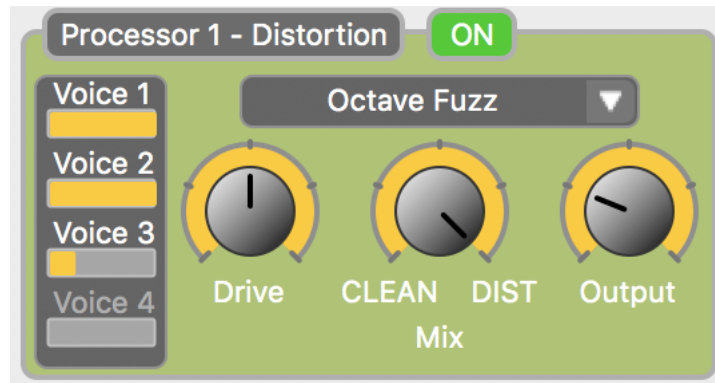 Processor 1 - Distortion
ON
Voice 1
Voice 2
Voice 3
Voice 4
Octave Fuzz
Drive
CLEAN DIST
Mix
Output